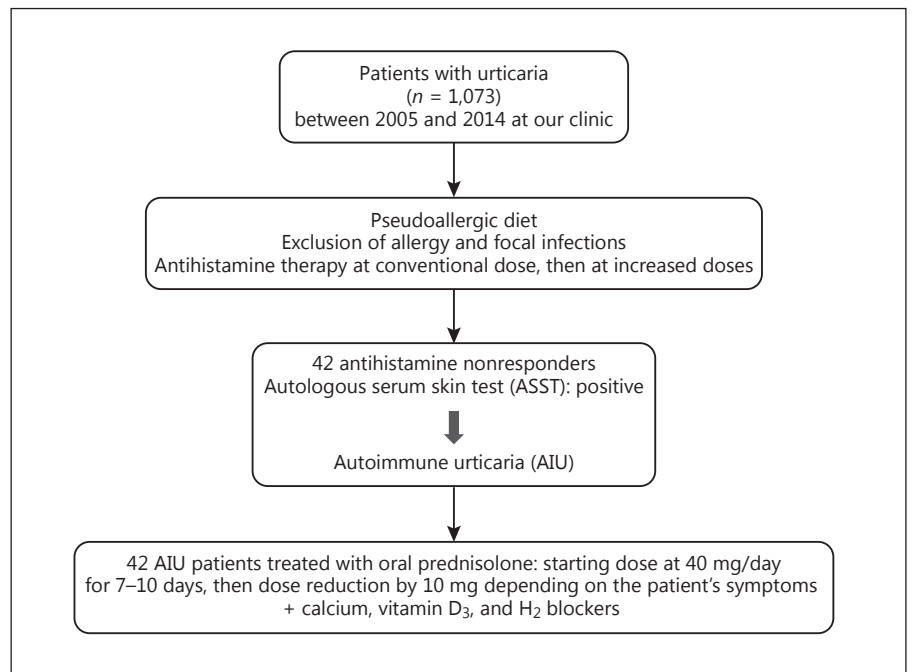 Patients with urticaria
(n = 1,073)
between 2005 and 2014 at our clinic
Pseudoallergic diet
Exclusion of allergy and focal infections
Antihistamine therapy at conventional dose, then at increased doses
42 antihistamine nonresponders
Autologous serum skin test (ASST): positive
Autoimmune urticaria (AIU)
42 AIU patients treated with oral prednisolone: starting dose at 40 mg/day
for 7–10 days, then dose reduction by 10 mg depending on the patient's symptoms
+ calcium, vitamin D₃, and H₂ blockers